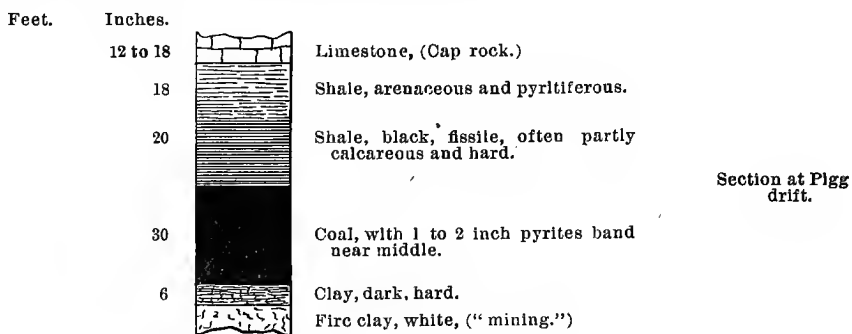 Feet. Inches.
12 to 18 Limestone, (Cap rock.)
18 Shale, arenaceous and pyritiferous.
20 Shale, black, fissile, often partly
calcareous and hard.
Section at Pigg
drift.
30 Coal, with 1 to 2 inch pyrites band
near middle.
6 Clay, dark, hard.
Fire clay, white, (“mining.”)